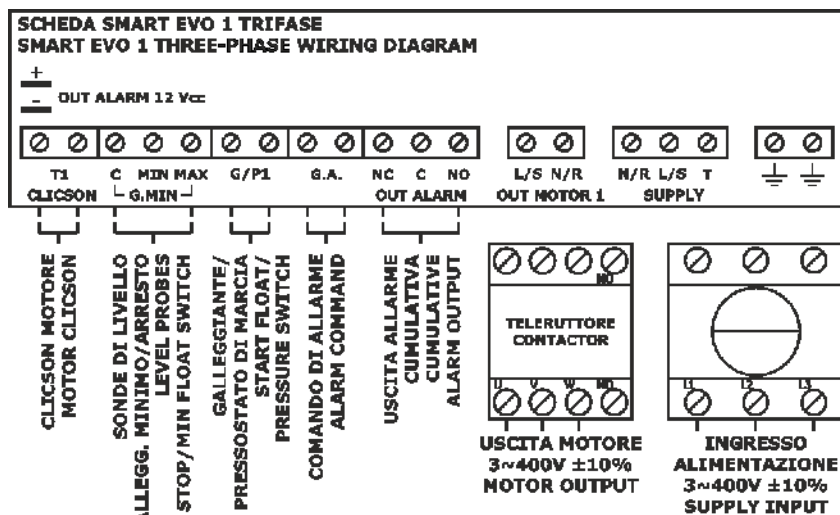 SCHEDA SMART EVO 1 TRIFASE
SMART EVO 1 THREE-PHASE WIRING DIAGRAM
+
- OUT ALARM 12 Vcc
T1 C MIN MAX G/P1 G.A. NC C NO L/S N/R N/R L/S T
CLICSON G.MIN OUT ALARM OUT MOTOR 1 SUPPLY
CLICSON MOTORE
MOTOR CLICSON
SONDE DI LIVELLO
ALLEGG. MINIMO/ARRESTO
LEVEL PROBES
STOP/MIN FLOAT SWITCH
GALLEGGIANTE/
PRESSOSTATO DI MARCIA
START FLOAT/
PRESSURE SWITCH
COMANDO DI ALLARME
ALARM COMMAND
USCITA ALLARME
CUMULATIVA
CUMULATIVE
ALARM OUTPUT
NO
TELERUTTORE
CONTACTOR
U V W NO
USCITA MOTORE
3~400V ±10%
MOTOR OUTPUT
L1 L2 L3
INGRESSO
ALIMENTAZIONE
3~400V ±10%
SUPPLY INPUT